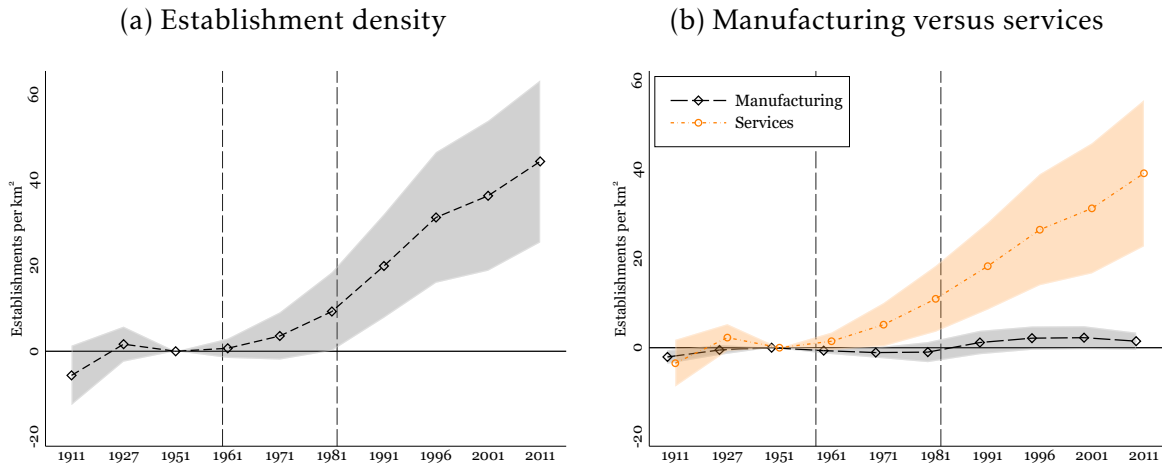 (a) Establishment density
Establishments per km²
60
40
20
0
-20
1911 1927 1951 1961 1971 1981 1991 1996 2001 2011
(b) Manufacturing versus services
Establishments per km²
60
40
20
0
-20
Manufacturing
Services
1911 1927 1951 1961 1971 1981 1991 1996 2001 2011